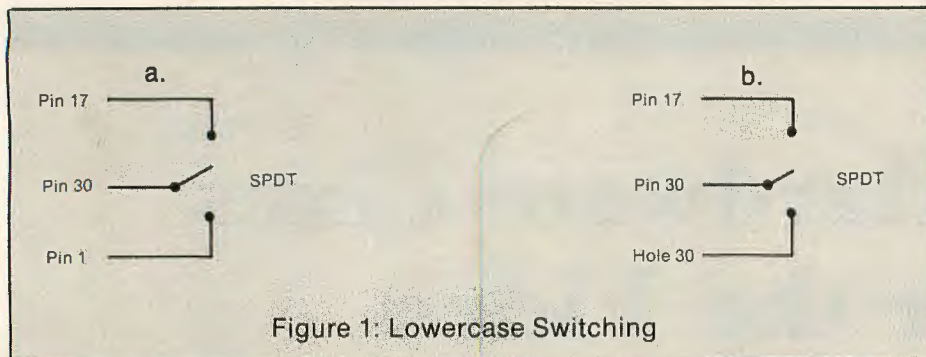 a.
Pin 17
Pin 30
SPDT
Pin 1
b.
Pin 17
Pin 30
SPDT
Hole 30
Figure 1: Lowercase Switching